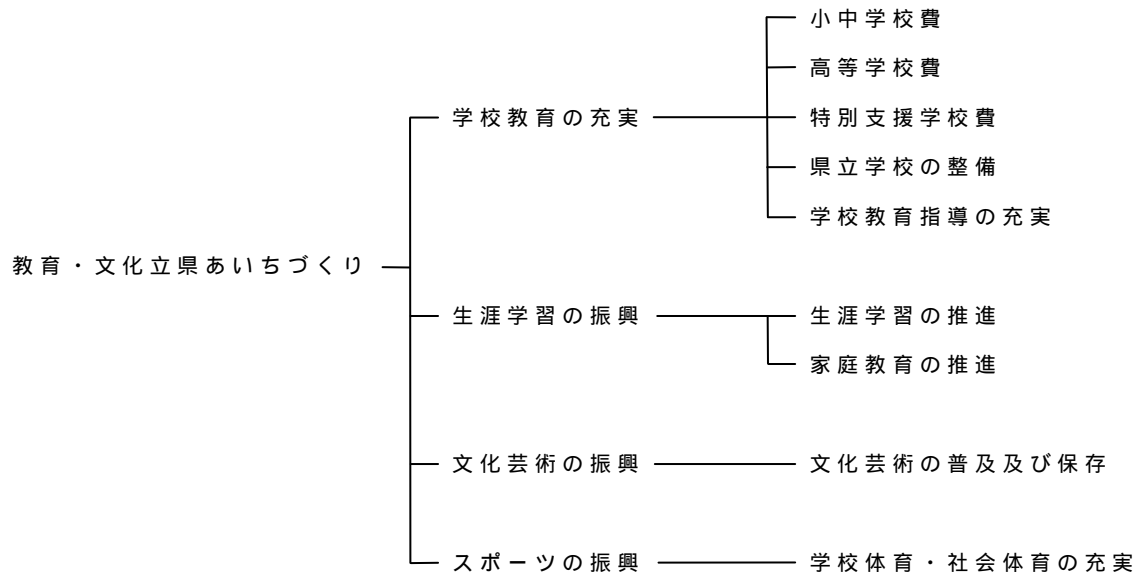 小中学校費
高等学校費
学校教育の充実
特別支援学校費
県立学校の整備
学校教育指導の充実
教育・文化立県あいちづくり
生涯学習の振興
生涯学習の推進
家庭教育の推進
文化芸術の振興
文化芸術の普及及び保存
スポーツの振興
学校体育・社会体育の充実